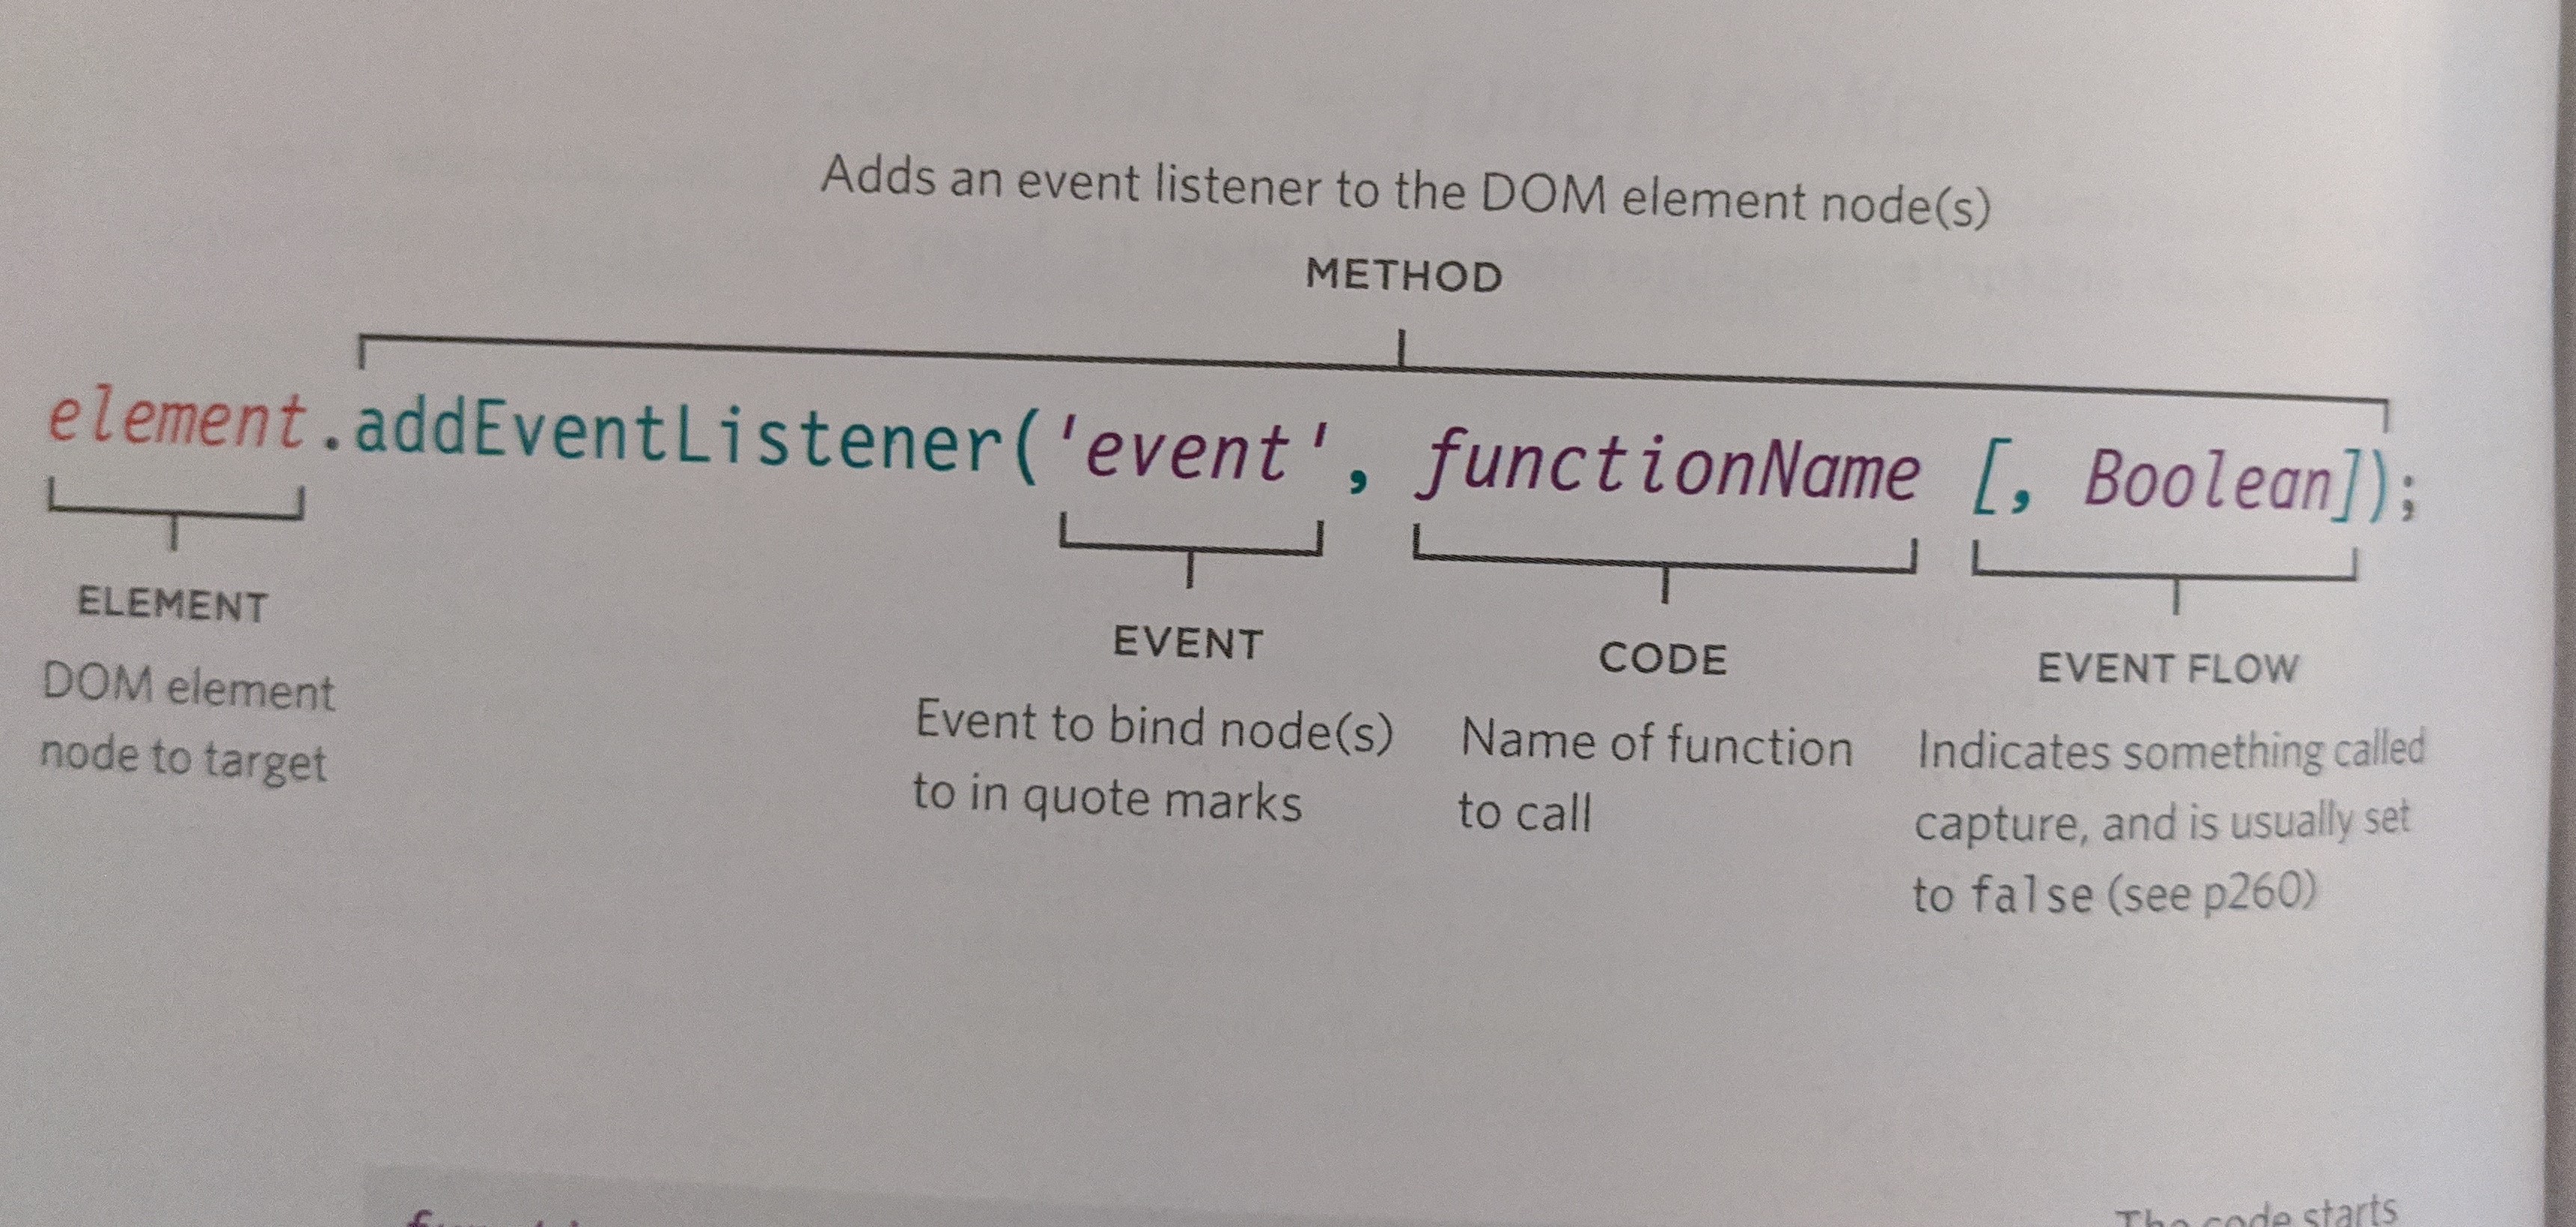 Adds an event listener to the DOM element node(s)
METHOD
element.addEventListener('event', functionName [, Boolean]);
ELEMENT
DOM element
node to target
EVENT
Event to bind node(s)
to in quote marks
CODE
Name of function
to call
EVENT FLOW
Indicates something called
capture, and is usually set
to false (see p260)
The code starts